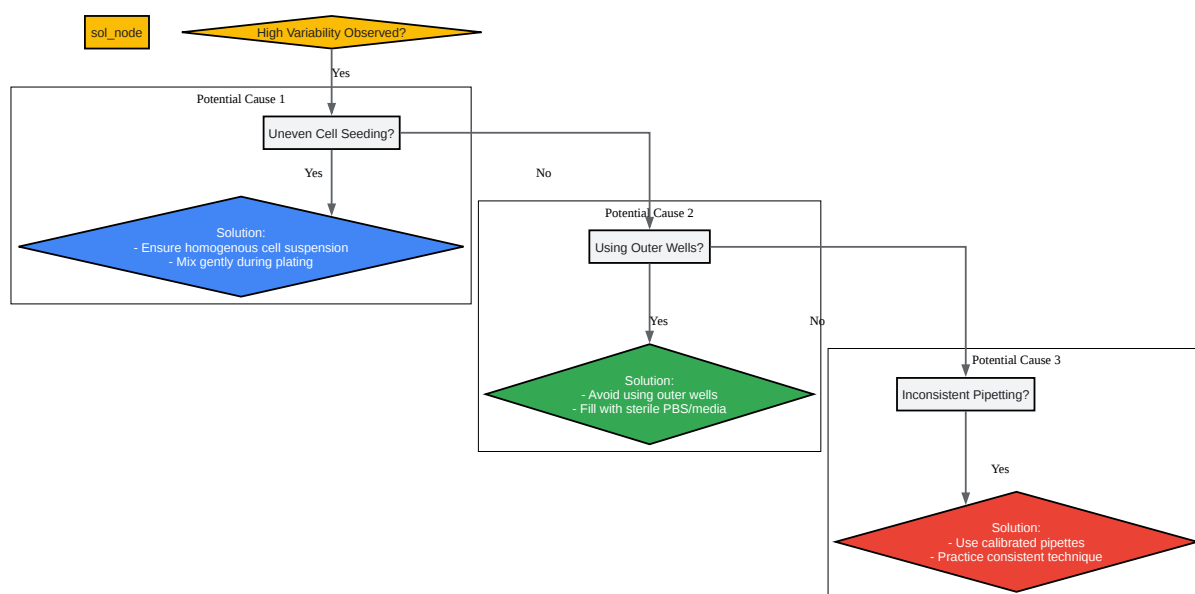 sol_node
High Variability Observed?
Yes
Potential Cause 1
Uneven Cell Seeding?
Yes
No
Solution:
- Ensure homogenous cell suspension
- Mix gently during plating
Potential Cause 2
Using Outer Wells?
Yes
No
Solution:
- Avoid using outer wells
- Fill with sterile PBS/media
Potential Cause 3
Inconsistent Pipetting?
Yes
Solution:
- Use calibrated pipettes
- Practice consistent technique